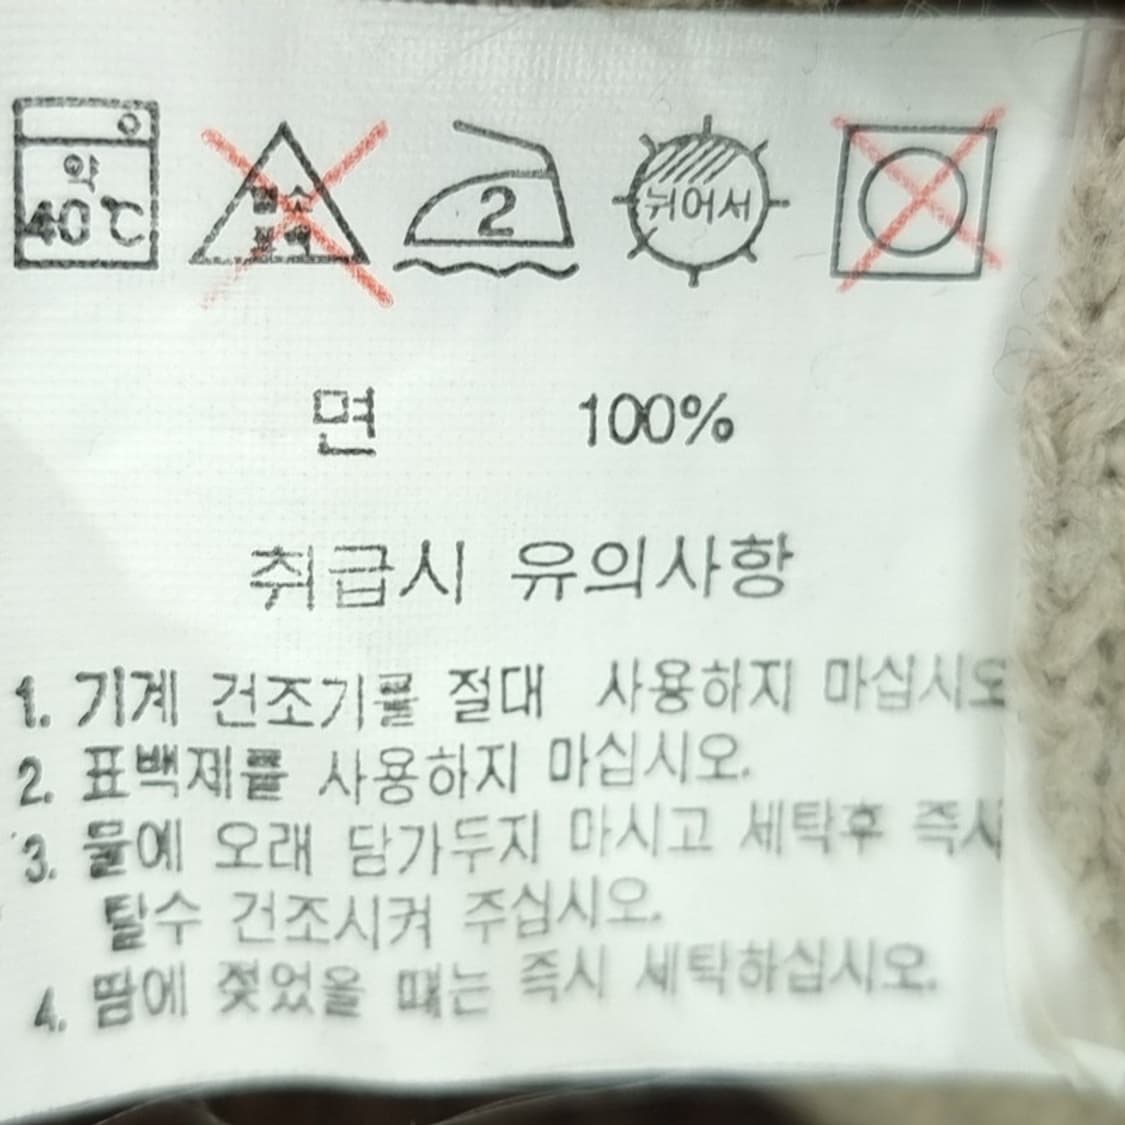 약
40℃
염소
표백
2
뉘어서
면 100%
취급시 유의사항
1. 기계 건조기를 절대 사용하지 마십시오
2. 표백제를 사용하지 마십시오.
3. 물에 오래 담가두지 마시고 세탁후 즉시
탈수 건조시켜 주십시오.
4. 땀에 젖었을 때는 즉시 세탁하십시오.